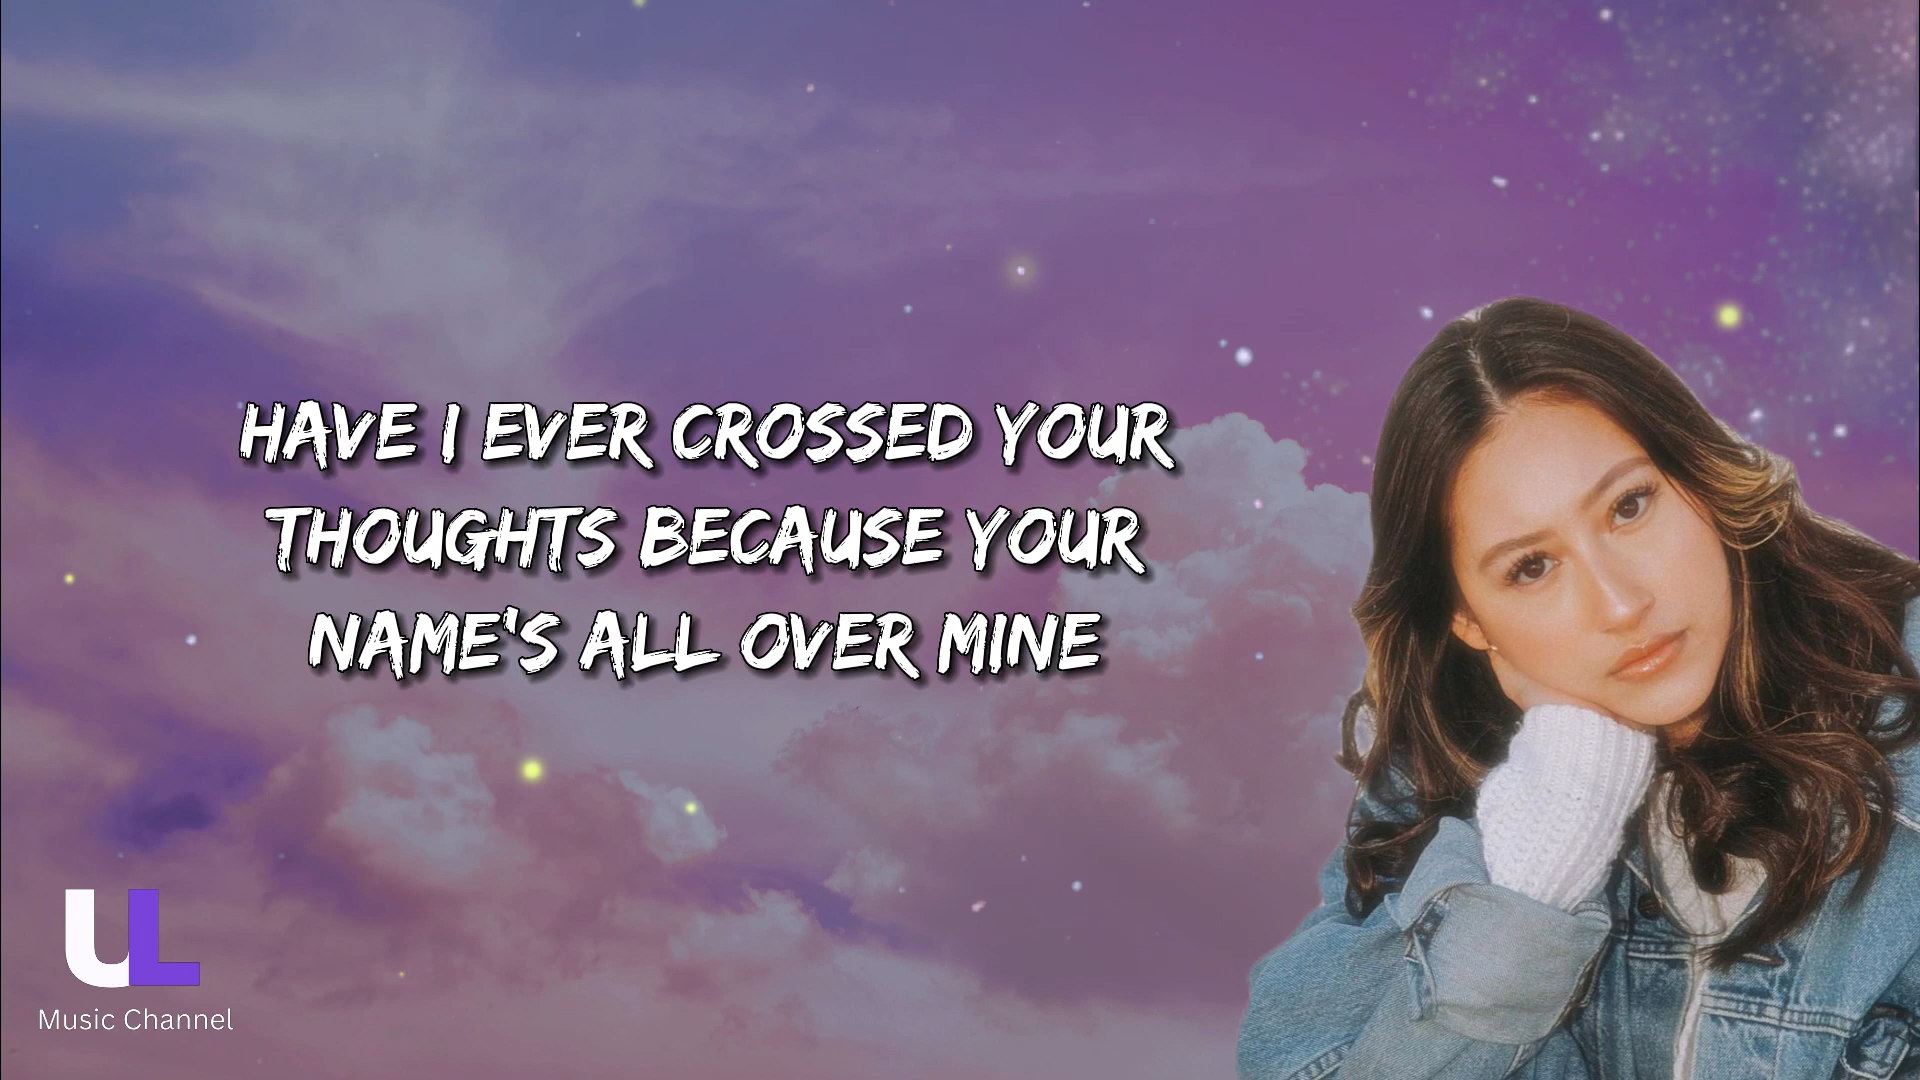 HAVE I EVER CROSSED YOUR
THOUGHTS BECAUSE YOUR
NAME'S ALL OVER MINE
UL
Music Channel